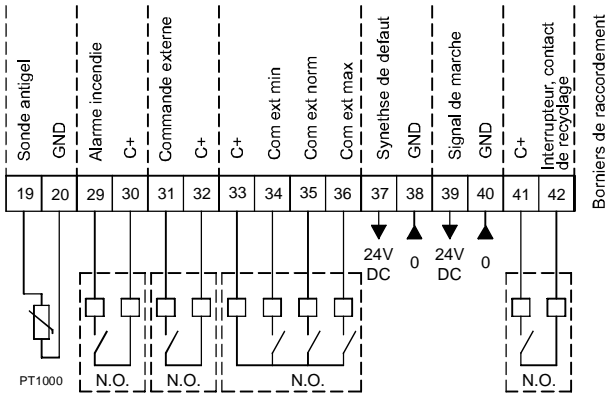 Sonde antigel
GND
Alarme incendie
C+
Commande externe
C+
C+
Com ext min
Com ext norm
Com ext max
Synethse de defaut
GND
Signal de marche
GND
C+
Interrupteur, contact
de recyclage
Borniers de raccordement
19 20 29 30 31 32 33 34 35 36 37 38 39 40 41 42
24V
DC
0
24V
DC
0
PT1000
N.O.
N.O.
N.O.
N.O.